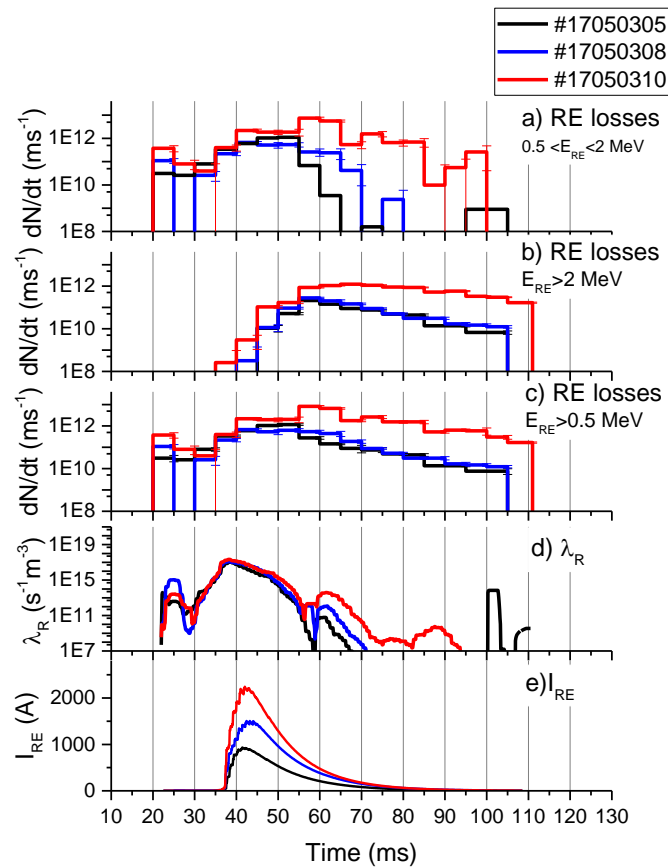 #17050305
#17050308
#17050310
a) RE losses
0.5 <E_RE<2 MeV
dN/dt (ms⁻¹)
1E12
1E10
1E8
b) RE losses
E_RE>2 MeV
dN/dt (ms⁻¹)
1E12
1E10
1E8
c) RE losses
E_RE>0.5 MeV
dN/dt (ms⁻¹)
1E12
1E10
1E8
d) λ_R
λ_R (s⁻¹m⁻³)
1E19
1E15
1E11
1E7
e)I_RE
I_RE (A)
2000
1000
0
10 20 30 40 50 60 70 80 90 100 110 120 130
Time (ms)